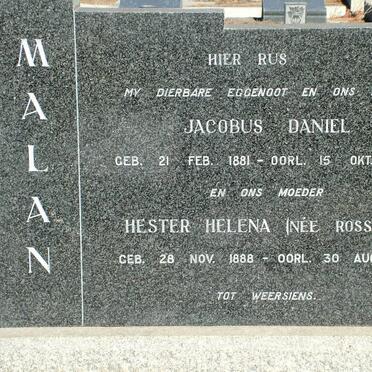 MALAN
HIER RUS
MY DIERBARE EGGENOOT EN ONS
JACOBUS DANIEL
GEB. 21 FEB. 1881 - OORL. 15 OKT
EN ONS MOEDER
HESTER HELENA (NÉE ROSS
GEB. 28 NOV. 1888 - OORL. 30 AUG
TOT WEERSIENS.